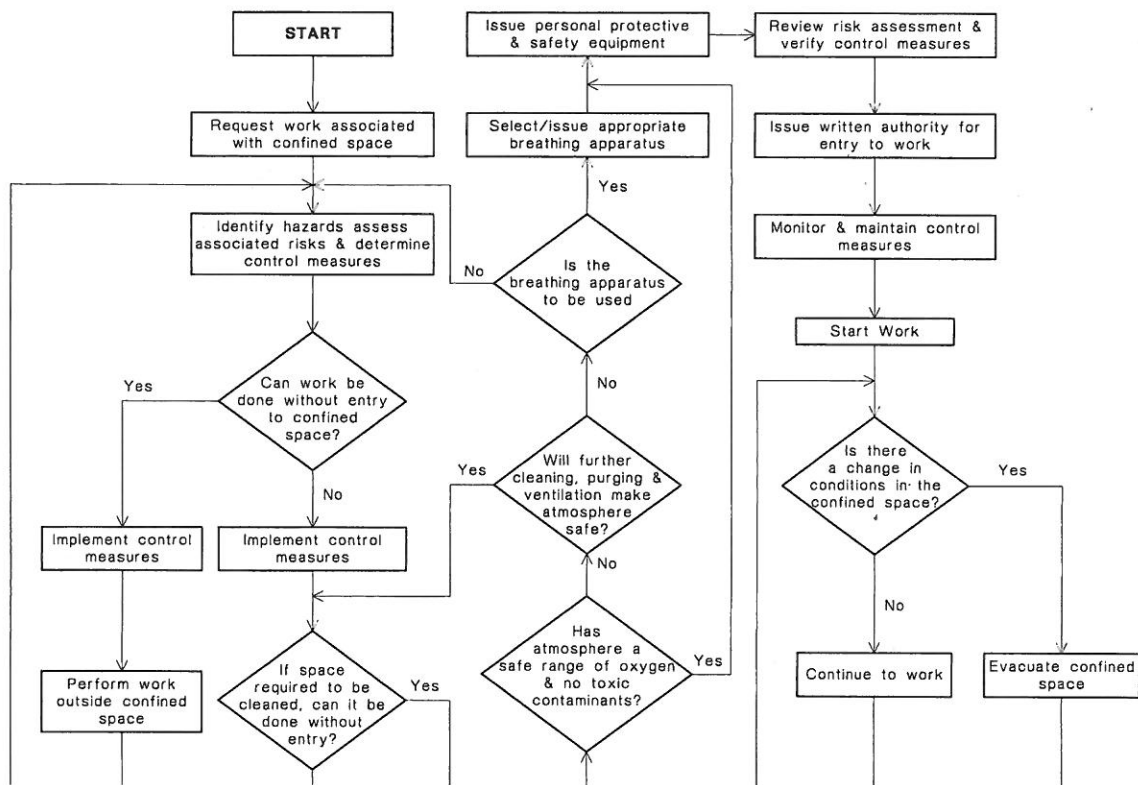 START
Request work associated
with confined space
Identify hazards assess
associated risks & determine
control measures
Can work be
done without entry
to confined
space?
Yes
No
Implement control
measures
Implement control
measures
Perform work
outside confined
space
If space
required to be
cleaned, can it be
done without
entry?
Yes
Issue personal protective
& safety equipment
Select/issue appropriate
breathing apparatus
Yes
Is the
breathing apparatus
to be used
No
No
Will further
cleaning, purging &
ventilation make
atmosphere
safe?
Yes
No
Has
atmosphere a
safe range of oxygen
& no toxic
contaminants?
Yes
Review risk assessment &
verify control measures
Issue written authority for
entry to work
Monitor & maintain control
measures
Start Work
Is there
a change in
conditions in the
confined space?
Yes
No
Continue to work
Evacuate confined
space